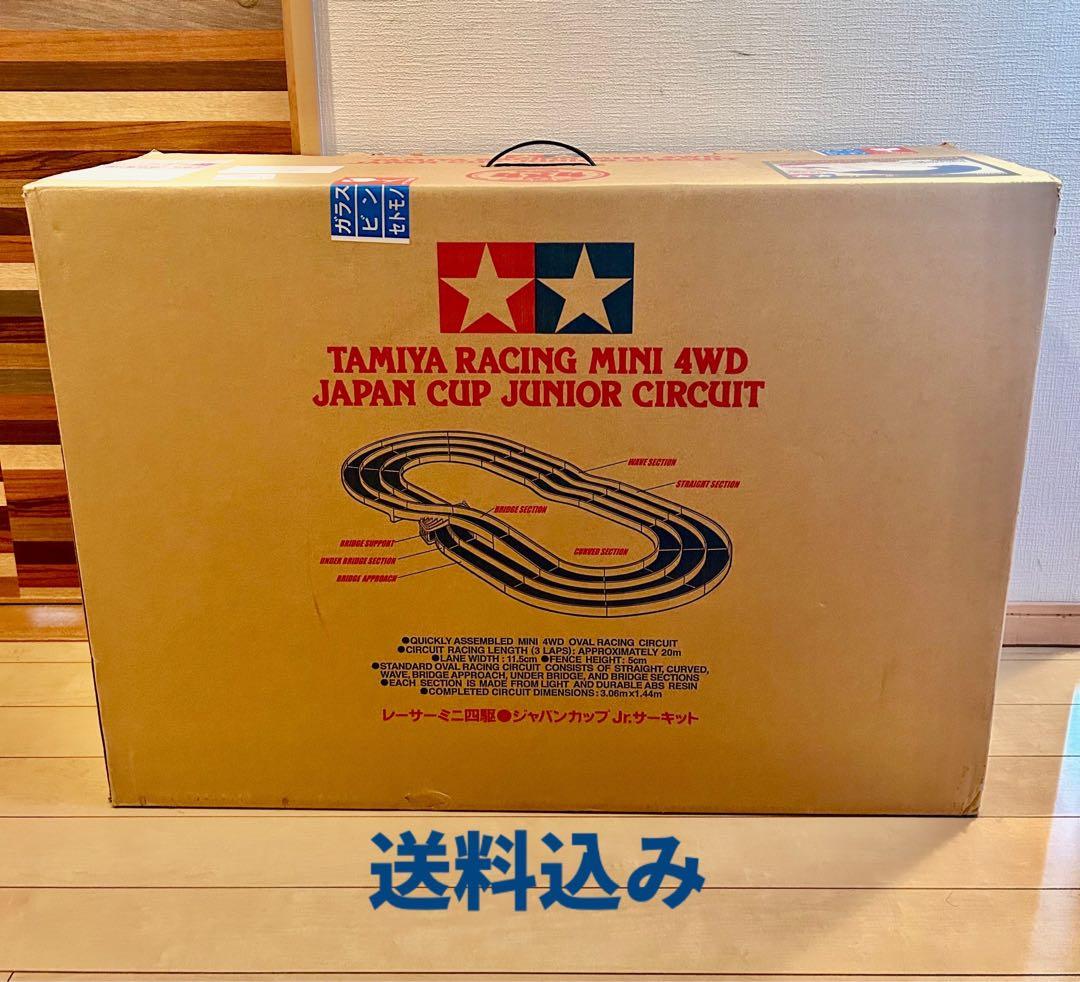 ガラス
ビン
セトモノ
TAMIYA RACING MINI 4WD
JAPAN CUP JUNIOR CIRCUIT
WAVE SECTION
STRAIGHT SECTION
BRIDGE SECTION
BRIDGE SUPPORT
CURVED SECTION
UNDER BRIDGE SECTION
BRIDGE APPROACH
●QUICKLY ASSEMBLED MINI 4WD OVAL RACING CIRCUIT
●CIRCUIT RACING LENGTH (3 LAPS): APPROXIMATELY 20m
●LANE WIDTH : 11.5cm ●FENCE HEIGHT: 5cm
●STANDARD OVAL RACING CIRCUIT CONSISTS OF STRAIGHT, CURVED,
WAVE, BRIDGE APPROACH, UNDER BRIDGE, AND BRIDGE SECTIONS
●EACH SECTION IS MADE FROM LIGHT AND DURABLE ABS RESIN
●COMPLETED CIRCUIT DIMENSIONS : 3.06m×1.44m
レーサーミニ四駆●ジャパンカップ Jr.サーキット
送料込み